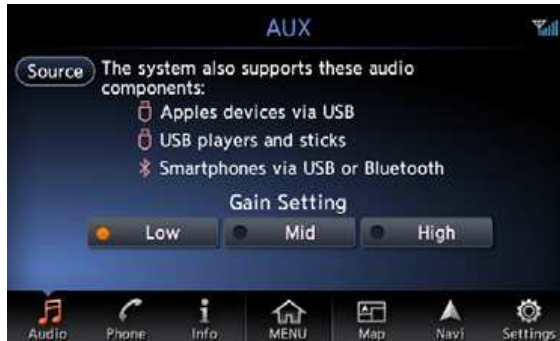 AUX
Source
The system also supports these audio
components:
Apples devices via USB
USB players and sticks
Smartphones via USB or Bluetooth
Gain Setting
Low Mid High
Audio Phone Info MENU Map Navi Settings